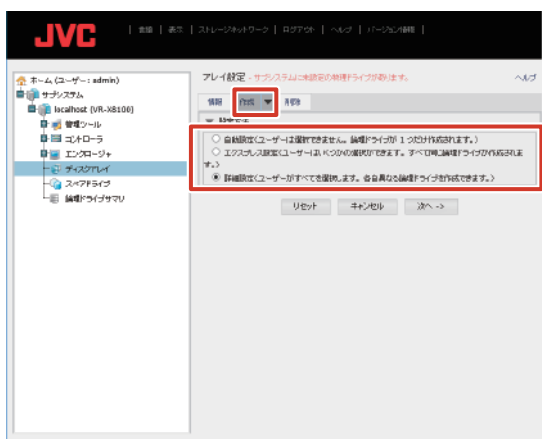 JVC
| 言語 | 表示 | ストレージネットワーク | ログアウト | ヘルプ | バージョン情報 |
ホーム (ユーザー: admin)
サブシステム
localhost (VR-X8100)
管理ツール
コントローラ
エンクロージャ
ディスクアレイ
スペアドライブ
論理ドライブサマリ
アレイ設定 - サブシステムに未設定の物理ドライブがあります。
ヘルプ
情報 作成 削除
設定方法
自動設定(ユーザーは選択できません。論理ドライブが 1 つだけ作成されます。)
エクスプレス設定(ユーザーはいくつかの選択ができます。すべて同じ論理ドライブが作成されま
す。)
詳細設定(ユーザーがすべてを選択します。各自異なる論理ドライブを作成できます。)
リセット キャンセル 次へ ->